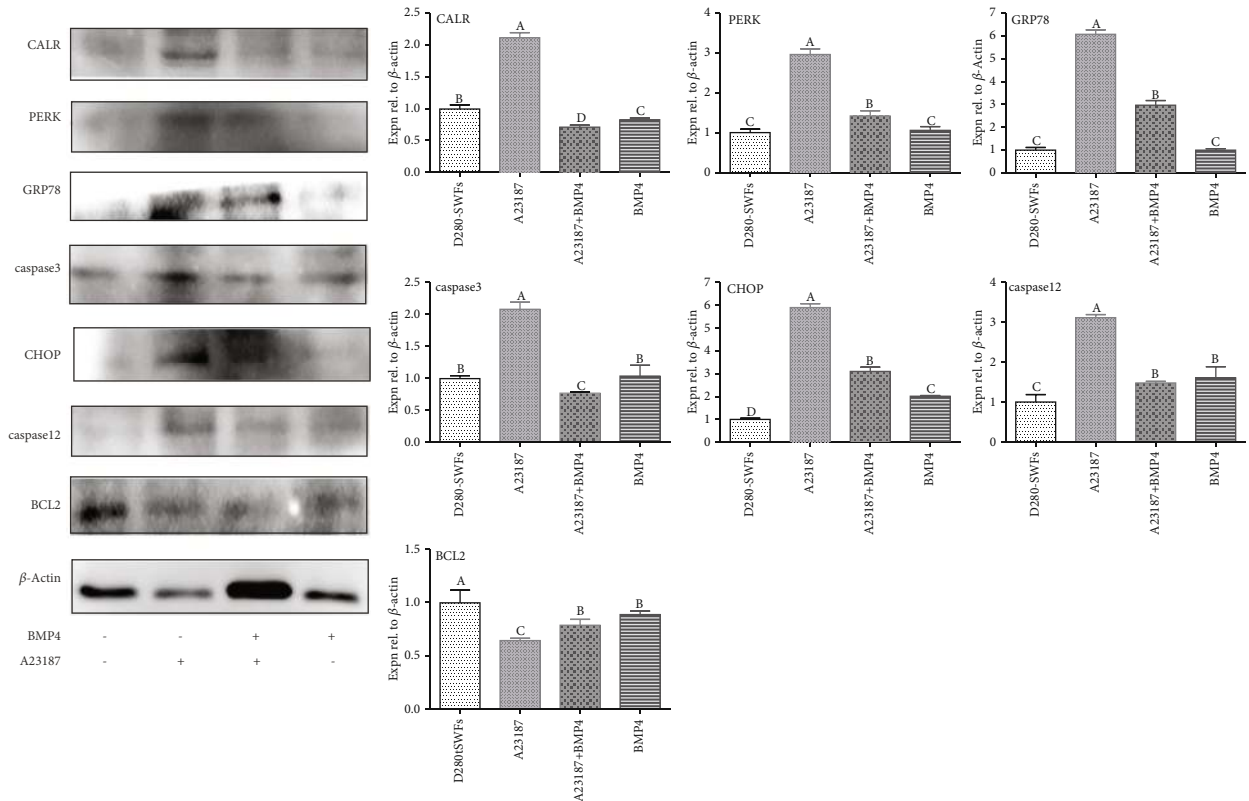 CALR
PERK
GRP78
caspase3
CHOP
caspase12
BCL2
β-Actin
BMP4 - - + +
A23187 - + + -
CALR
Expn rel. to β-actin
2.5
2.0
1.5
1.0
0.5
0.0
B
A
D
C
D280-SWFs
A23187
A23187+BMP4
BMP4
PERK
Expn rel. to β-actin
4
3
2
1
0
C
A
B
C
D280-SWFs
A23187
A23187+BMP4
BMP4
GRP78
Expn rel. to β-Actin
7
6
5
4
3
2
1
0
C
A
B
C
D280-SWFs
A23187
A23187+BMP4
BMP4
caspase3
Expn rel. to β-actin
2.5
2.0
1.5
1.0
0.5
0.0
B
A
C
B
D280-SWFs
A23187
A23187+BMP4
BMP4
CHOP
Expn rel. to β-actin
7
6
5
4
3
2
1
0
D
A
B
C
D280-SWFs
A23187
A23187+BMP4
BMP4
caspase12
Expn rel. to β-actin
4
3
2
1
0
C
A
B
B
D280-SWFs
A23187
A23187+BMP4
BMP4
BCL2
Expn rel. to β-actin
1.5
1.0
0.5
0.0
A
C
B
B
D280tSWFs
A23187
A23187+BMP4
BMP4